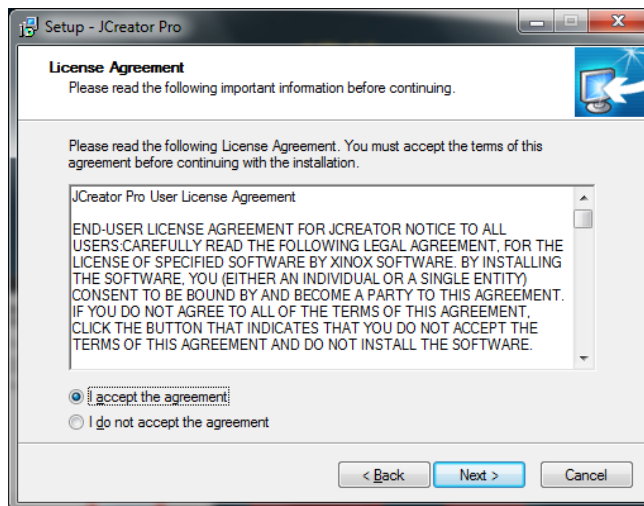 Setup - JCreator Pro
License Agreement
Please read the following important information before continuing.
Please read the following License Agreement. You must accept the terms of this
agreement before continuing with the installation.
JCreator Pro User License Agreement
END-USER LICENSE AGREEMENT FOR JCREATOR NOTICE TO ALL
USERS:CAREFULLY READ THE FOLLOWING LEGAL AGREEMENT, FOR THE
LICENSE OF SPECIFIED SOFTWARE BY XINOX SOFTWARE. BY INSTALLING
THE SOFTWARE, YOU (EITHER AN INDIVIDUAL OR A SINGLE ENTITY)
CONSENT TO BE BOUND BY AND BECOME A PARTY TO THIS AGREEMENT.
IF YOU DO NOT AGREE TO ALL OF THE TERMS OF THIS AGREEMENT,
CLICK THE BUTTON THAT INDICATES THAT YOU DO NOT ACCEPT THE
TERMS OF THIS AGREEMENT AND DO NOT INSTALL THE SOFTWARE.
I accept the agreement
I do not accept the agreement
< Back Next > Cancel